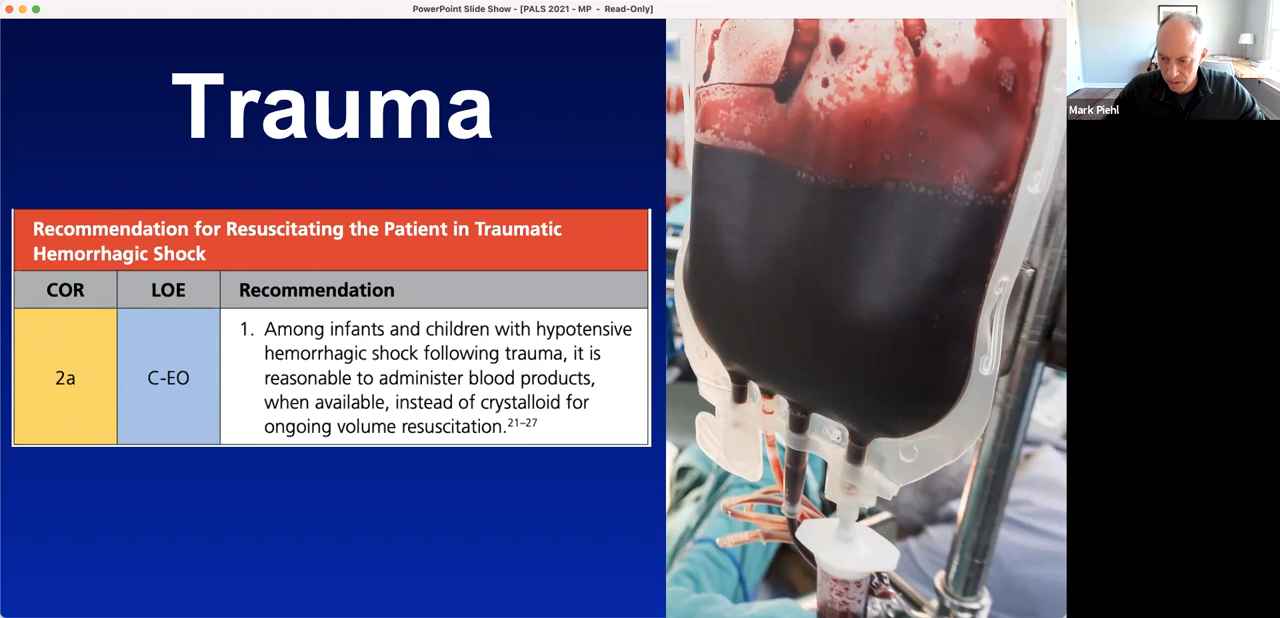 PowerPoint Slide Show - [PALS 2021 - MP - Read-Only]
Trauma
Recommendation for Resuscitating the Patient in Traumatic
Hemorrhagic Shock
COR LOE Recommendation
2a C-EO 1. Among infants and children with hypotensive
hemorrhagic shock following trauma, it is
reasonable to administer blood products,
when available, instead of crystalloid for
ongoing volume resuscitation.21–27
Mark Piehl